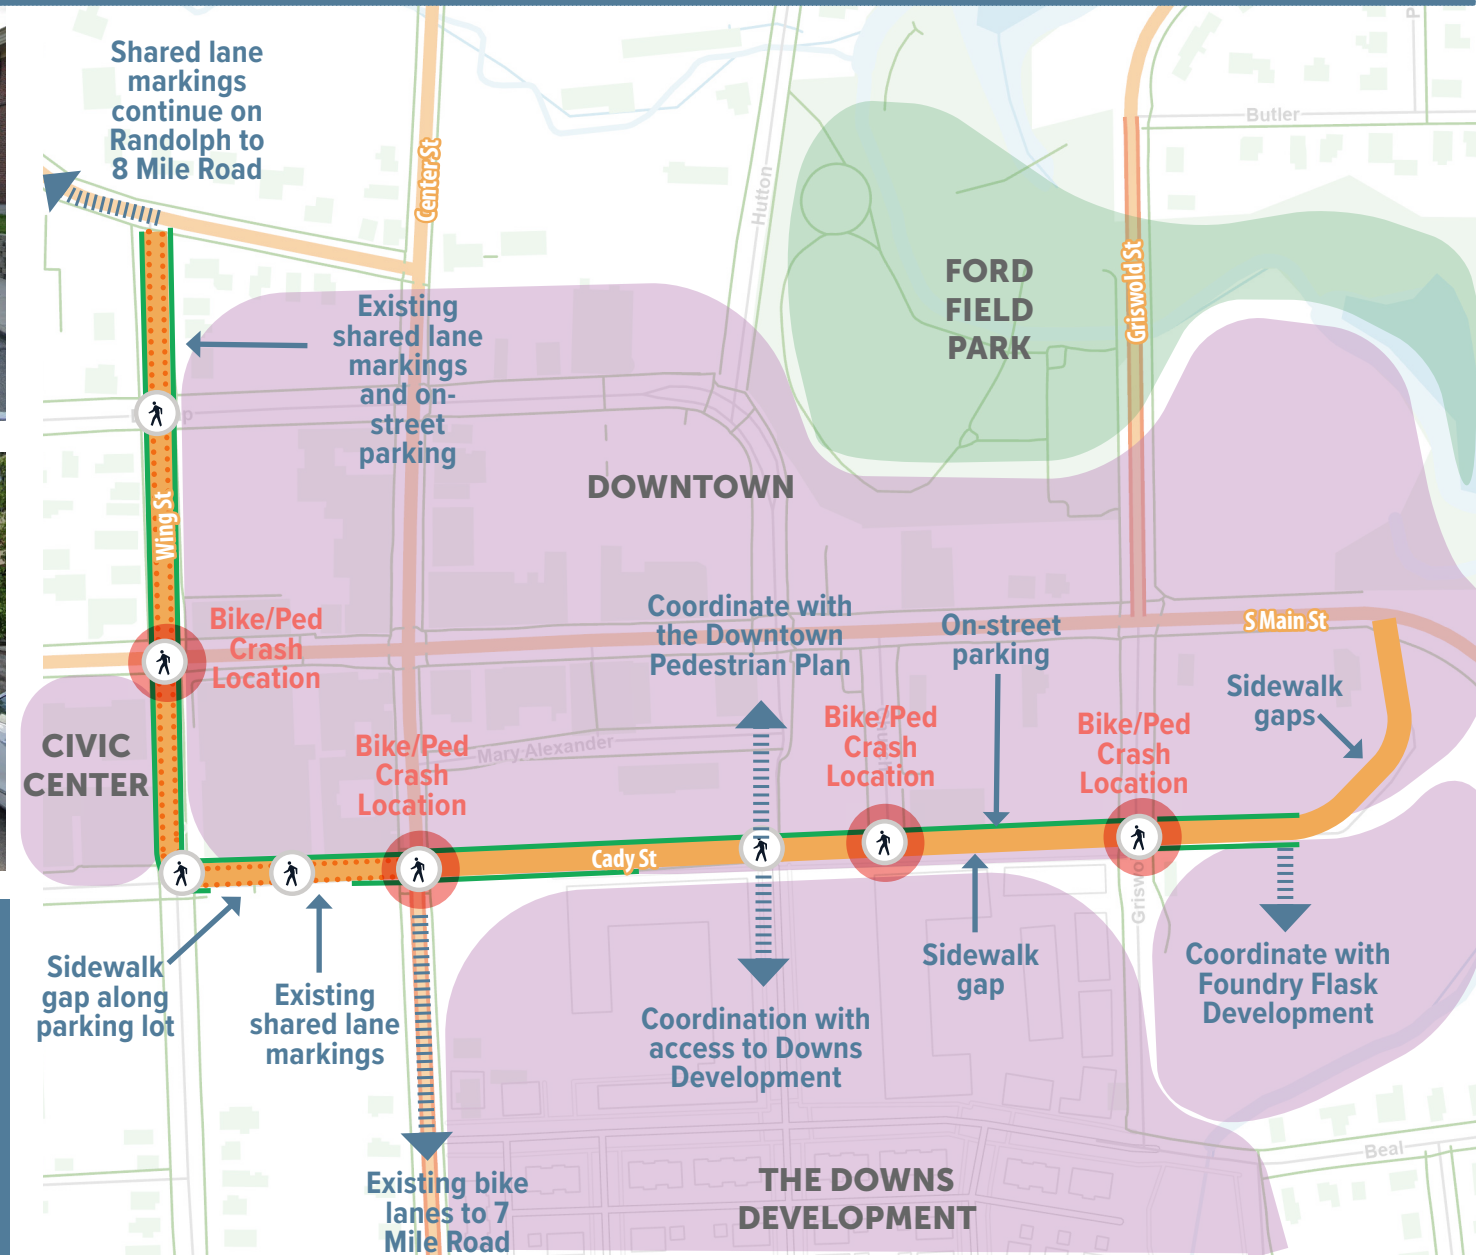 Shared lane
markings
continue on
Randolph to
8 Mile Road
Center St
Hutton
Butler
Griswold St
FORD
FIELD
PARK
Existing
shared lane
markings
and on-
street
parking
Wing St
DOWNTOWN
Bike/Ped
Crash
Location
Coordinate with
the Downtown
Pedestrian Plan
On-street
parking
S Main St
Sidewalk
gaps
CIVIC
CENTER
Bike/Ped
Crash
Location
Mary Alexander
Bike/Ped
Crash
Location
Bike/Ped
Crash
Location
Cady St
Sidewalk
gap along
parking lot
Existing
shared lane
markings
Coordination with
access to Downs
Development
Sidewalk
gap
Griswo
Coordinate with
Foundry Flask
Development
Beal
Existing bike
lanes to 7
Mile Road
THE DOWNS
DEVELOPMENT